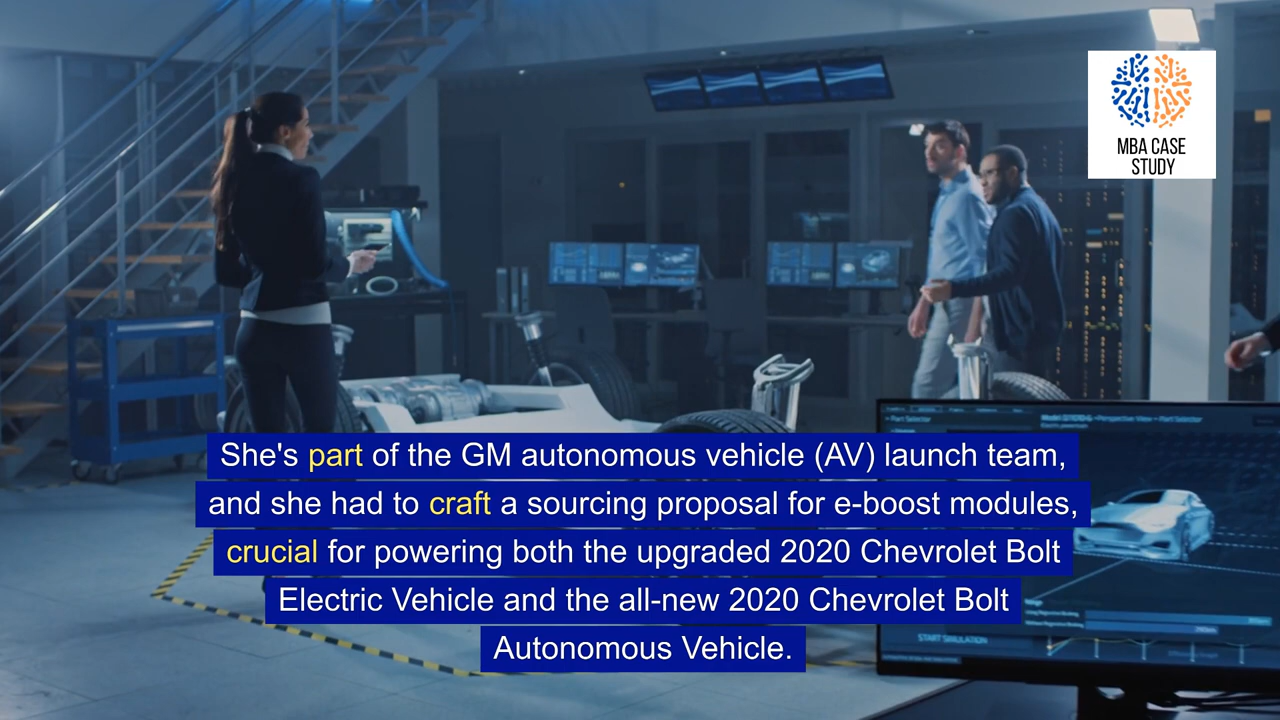 MBA CASE
STUDY
She's part of the GM autonomous vehicle (AV) launch team,
and she had to craft a sourcing proposal for e-boost modules,
crucial for powering both the upgraded 2020 Chevrolet Bolt
Electric Vehicle and the all-new 2020 Chevrolet Bolt
Autonomous Vehicle.
START SIMULATION